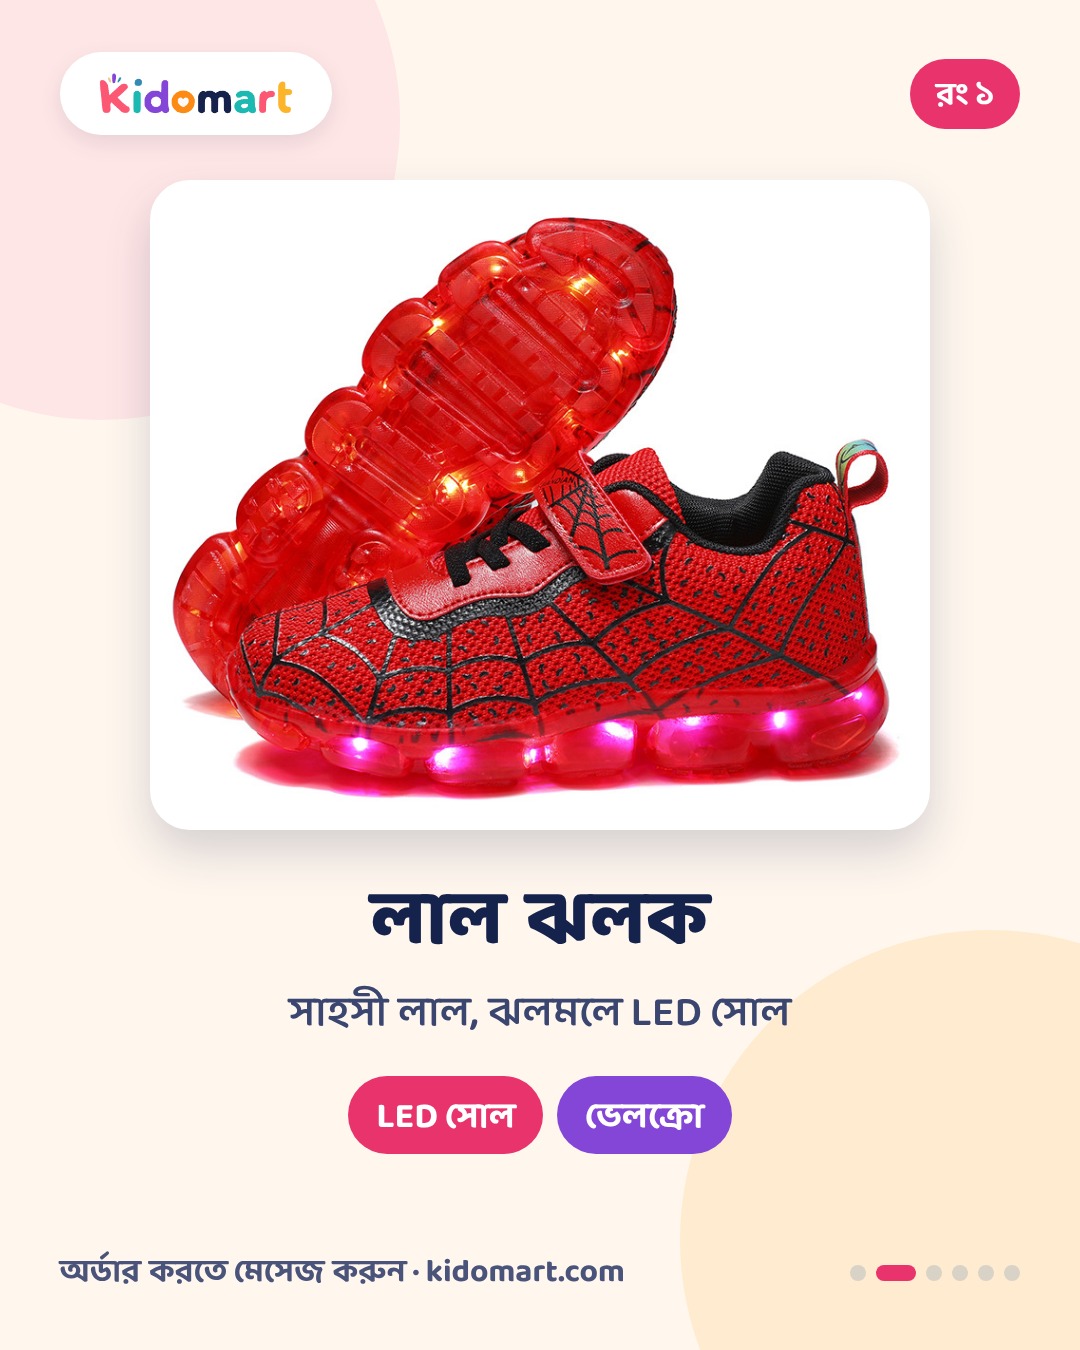 Kidomart
রং ১
লাল ঝলক
সাহসী লাল, ঝলমলে LED সোল
LED সোল
ভেলক্রো
অর্ডার করতে মেসেজ করুন · kidomart.com